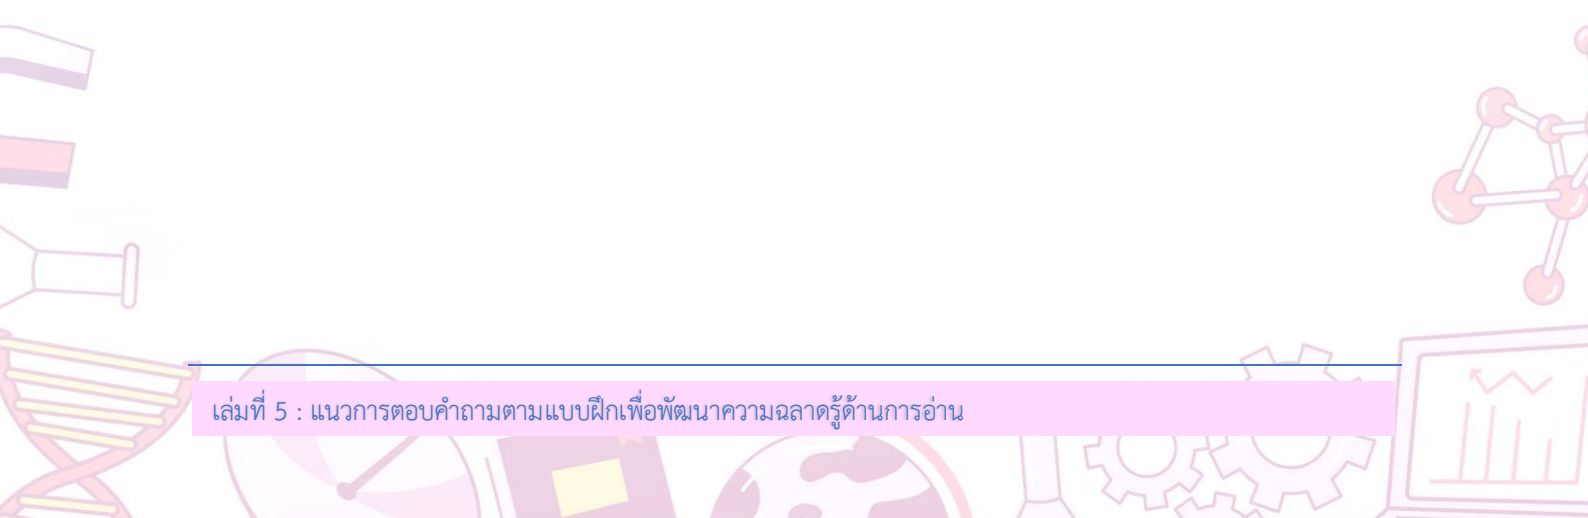 เล่มที่ 5 : แนวการตอบคำถามตามแบบฝึกเพื่อพัฒนาความฉลาดรู้ด้านการอ่าน